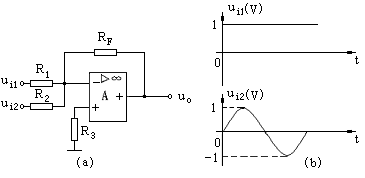 R_F
u_i1
R_1
u_i2
R_2
▷∞
−
A
+
+
u_o
R_3
(a)
u_i1(V)
1
0
t
u_i2(V)
1
0
t
−1
(b)